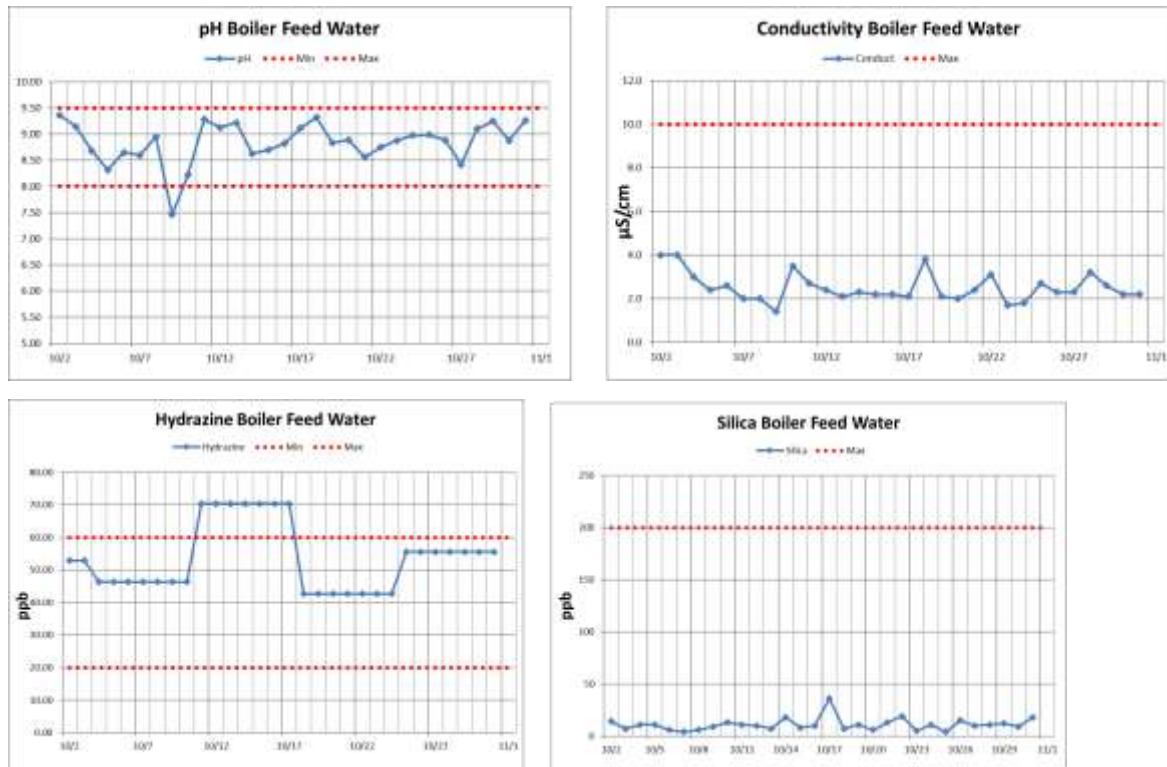 pH Boiler Feed Water
pH Min Max
10.00
9.50
9.00
8.50
8.00
7.50
7.00
6.50
6.00
5.50
5.00
10/2 10/7 10/12 10/17 10/22 10/27 11/1
Conductivity Boiler Feed Water
Conduct Max
µS/cm
12.0
10.0
8.0
6.0
4.0
2.0
0.0
10/2 10/7 10/12 10/17 10/22 10/27 11/1
Hydrazine Boiler Feed Water
Hydrazine Min Max
ppb
80.00
70.00
60.00
50.00
40.00
30.00
20.00
10.00
0.00
10/2 10/7 10/12 10/17 10/22 10/27 11/1
Silica Boiler Feed Water
Silica Max
ppb
250
200
150
100
50
0
10/2 10/5 10/8 10/11 10/14 10/17 10/20 10/23 10/26 10/29 11/1